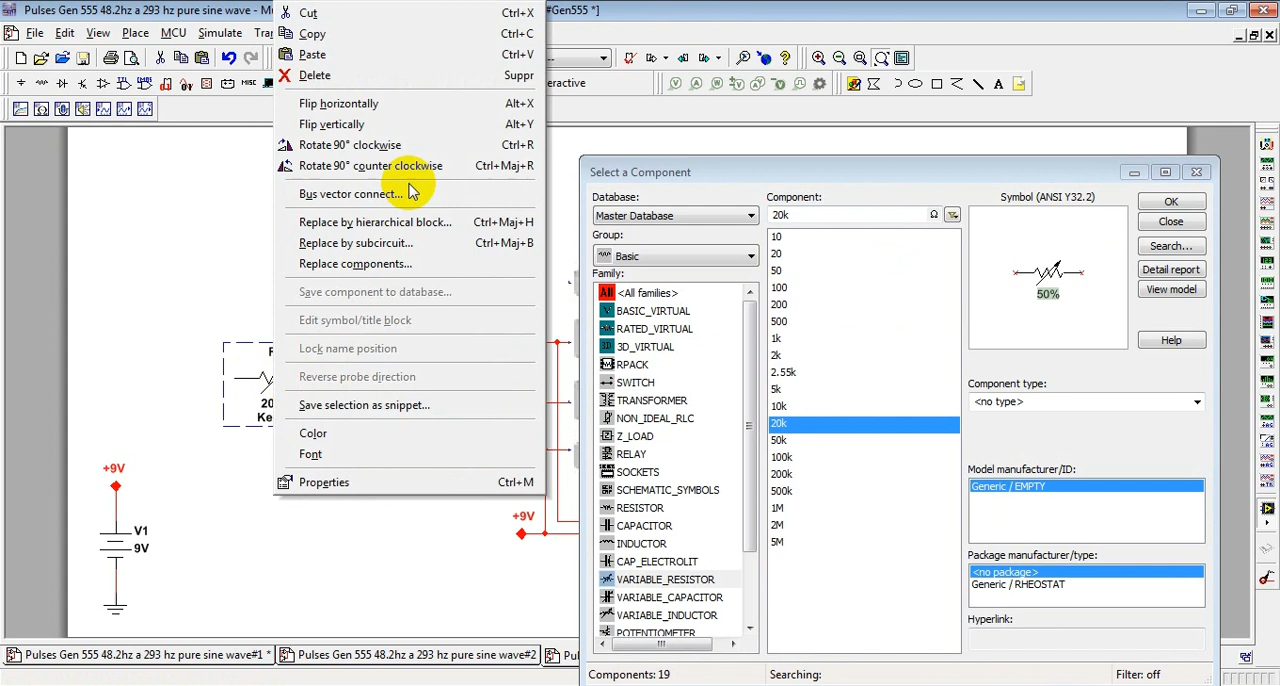 Pulses Gen 555 48.2hz a 293 hz pure sine wave - Mu
#Gen555 *]
File Edit View Place MCU Simulate Tra
Cut Ctrl+X
Copy Ctrl+C
Paste Ctrl+V
Delete Suppr
Flip horizontally Alt+X
Flip vertically Alt+Y
Rotate 90° clockwise Ctrl+R
Rotate 90° counter clockwise Ctrl+Maj+R
Bus vector connect...
Replace by hierarchical block... Ctrl+Maj+H
Replace by subcircuit... Ctrl+Maj+B
Replace components...
Save component to database...
Edit symbol/title block
Lock name position
Reverse probe direction
Save selection as snippet...
Color
Font
Properties Ctrl+M
eractive
MISC
+9V
V1
9V
20
Ke
+9V
Select a Component
Database:
Master Database
Group:
Basic
Family:
<All families>
BASIC_VIRTUAL
RATED_VIRTUAL
3D_VIRTUAL
RPACK
SWITCH
TRANSFORMER
NON_IDEAL_RLC
Z_LOAD
RELAY
SOCKETS
SCHEMATIC_SYMBOLS
RESISTOR
CAPACITOR
INDUCTOR
CAP_ELECTROLIT
VARIABLE_RESISTOR
VARIABLE_CAPACITOR
VARIABLE_INDUCTOR
POTENTIOMETER
Component:
20k
10
20
50
100
200
500
1k
2k
2.55k
5k
10k
20k
50k
100k
200k
500k
1M
2M
5M
Symbol (ANSI Y32.2)
50%
OK
Close
Search...
Detail report
View model
Help
Component type:
<no type>
Model manufacturer/ID:
Generic / EMPTY
Package manufacturer/type:
<no package>
Generic / RHEOSTAT
Hyperlink:
Components: 19 Searching: Filter: off
Pulses Gen 555 48.2hz a 293 hz pure sine wave#1 * Pulses Gen 555 48.2hz a 293 hz pure sine wave#2 Pul